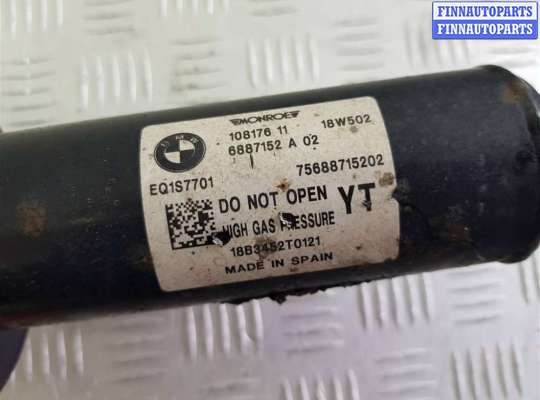 FINNAUTOPARTS
FINNAUTOPARTS
MONROE
BMW
108176 11 18W502
6887152 A 02
75688715202
EQ1S7701
DO NOT OPEN YT
HIGH GAS PRESSURE
18B3452T0121
MADE IN SPAIN